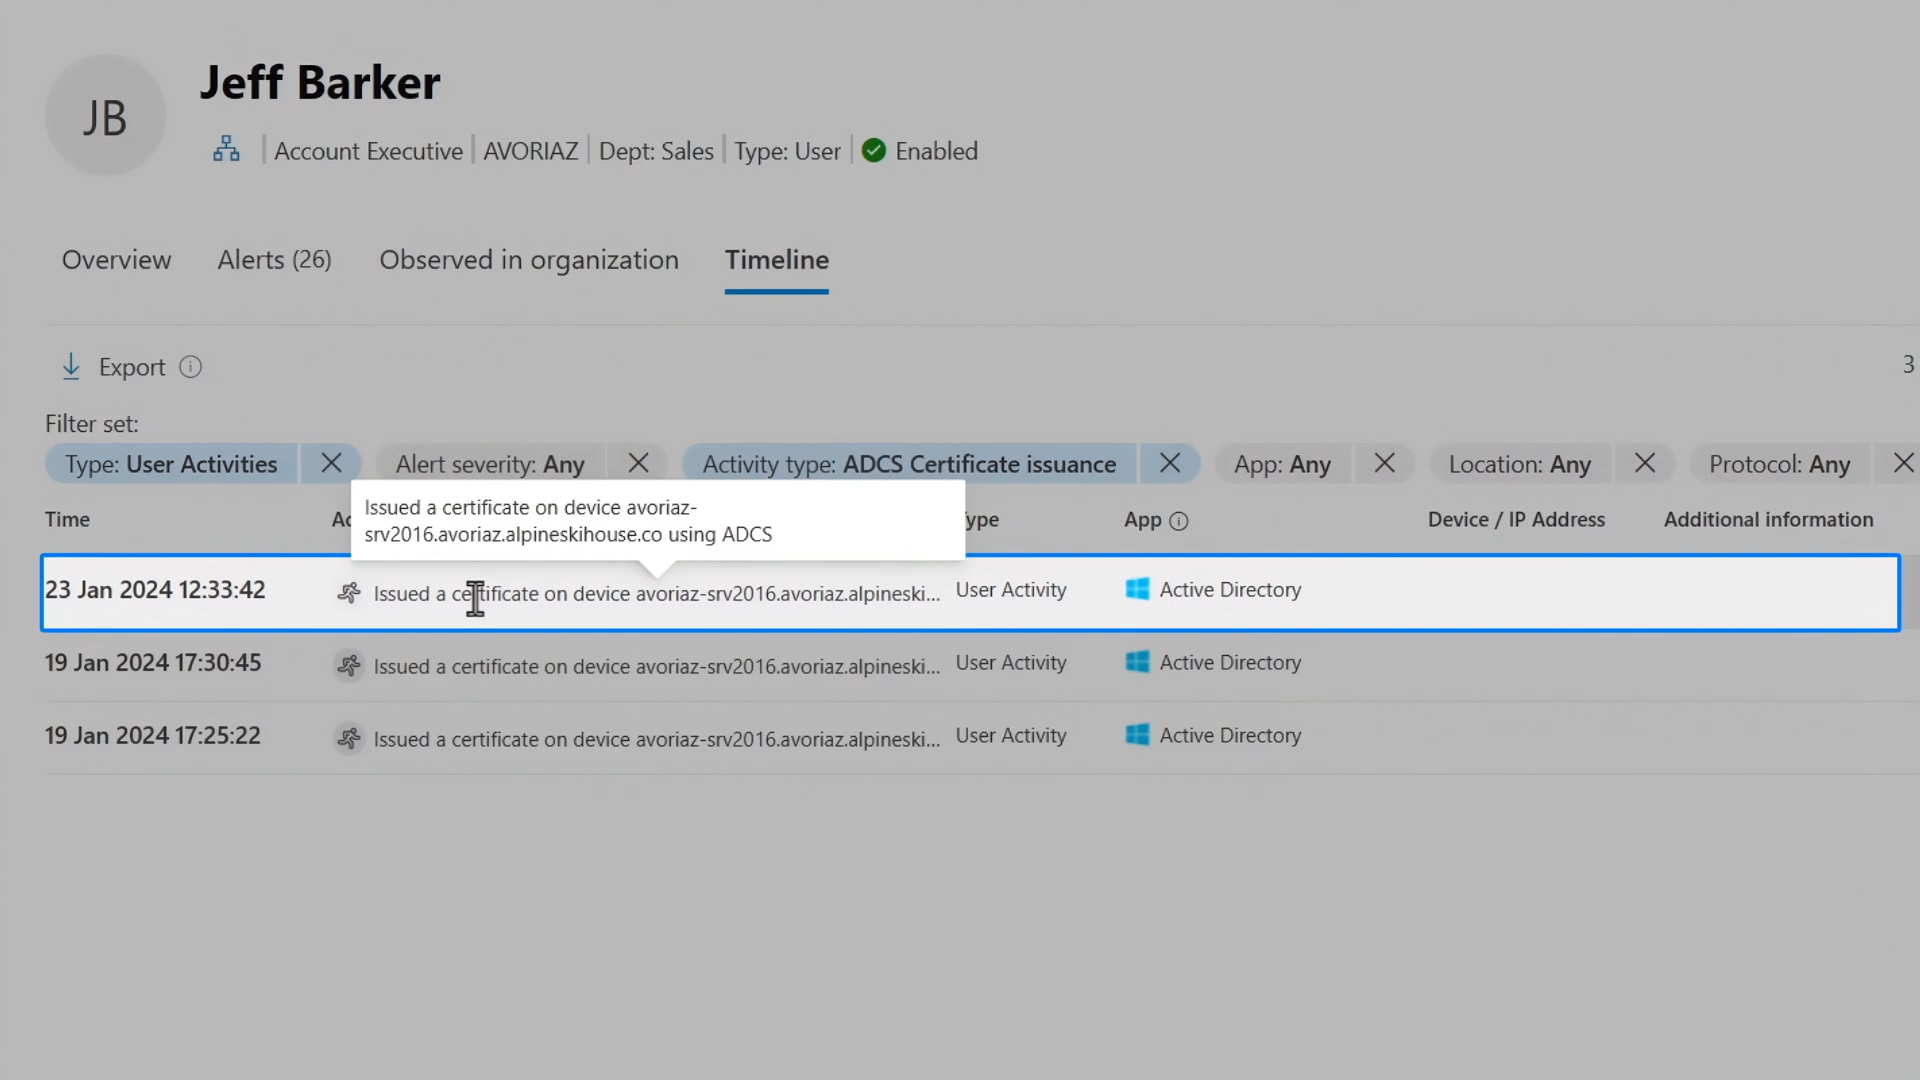 JB
Jeff Barker
Account Executive | AVORIAZ | Dept: Sales | Type: User | Enabled
Overview Alerts (26) Observed in organization Timeline
Export
3
Filter set:
Type: User Activities Alert severity: Any Activity type: ADCS Certificate issuance App: Any Location: Any Protocol: Any
Issued a certificate on device avoriaz-
srv2016.avoriaz.alpineskihouse.co using ADCS
Time App Device / IP Address Additional information
23 Jan 2024 12:33:42 Issued a certificate on device avoriaz-srv2016.avoriaz.alpineski... User Activity Active Directory
19 Jan 2024 17:30:45 Issued a certificate on device avoriaz-srv2016.avoriaz.alpineski... User Activity Active Directory
19 Jan 2024 17:25:22 Issued a certificate on device avoriaz-srv2016.avoriaz.alpineski... User Activity Active Directory